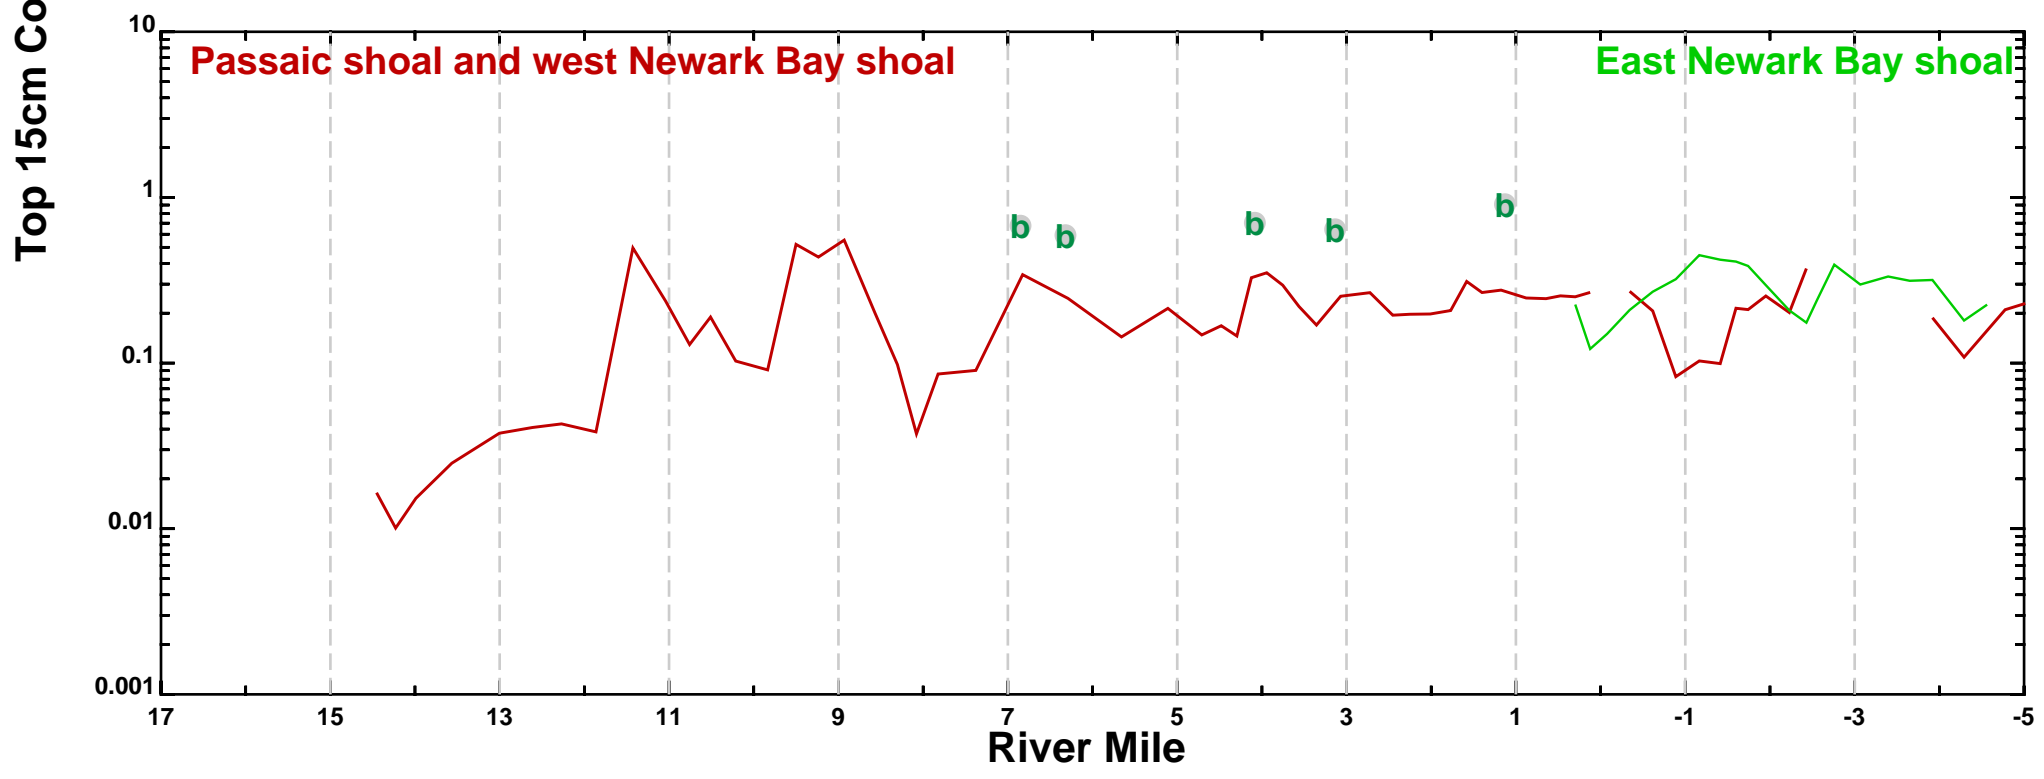 Top 15cm Co
10
Passaic shoal and west Newark Bay shoal
East Newark Bay shoal
1
b
b
b
b
b
0.1
0.01
0.001
17 15 13 11 9 7 5 3 1 -1 -3 -5
River Mile